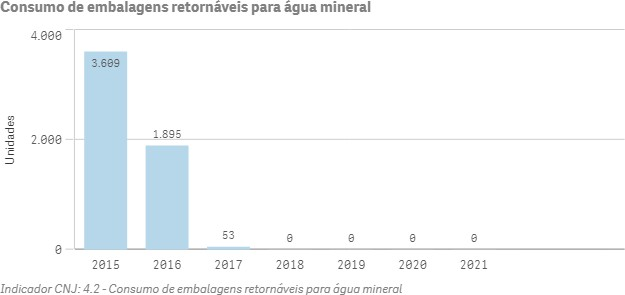 Consumo de embalagens retornáveis para água mineral
4.000
3.609
Unidades
2.000
1.895
53
0
0
0
0
0
2015 2016 2017 2018 2019 2020 2021
Indicador CNJ: 4.2 - Consumo de embalagens retornáveis para água mineral